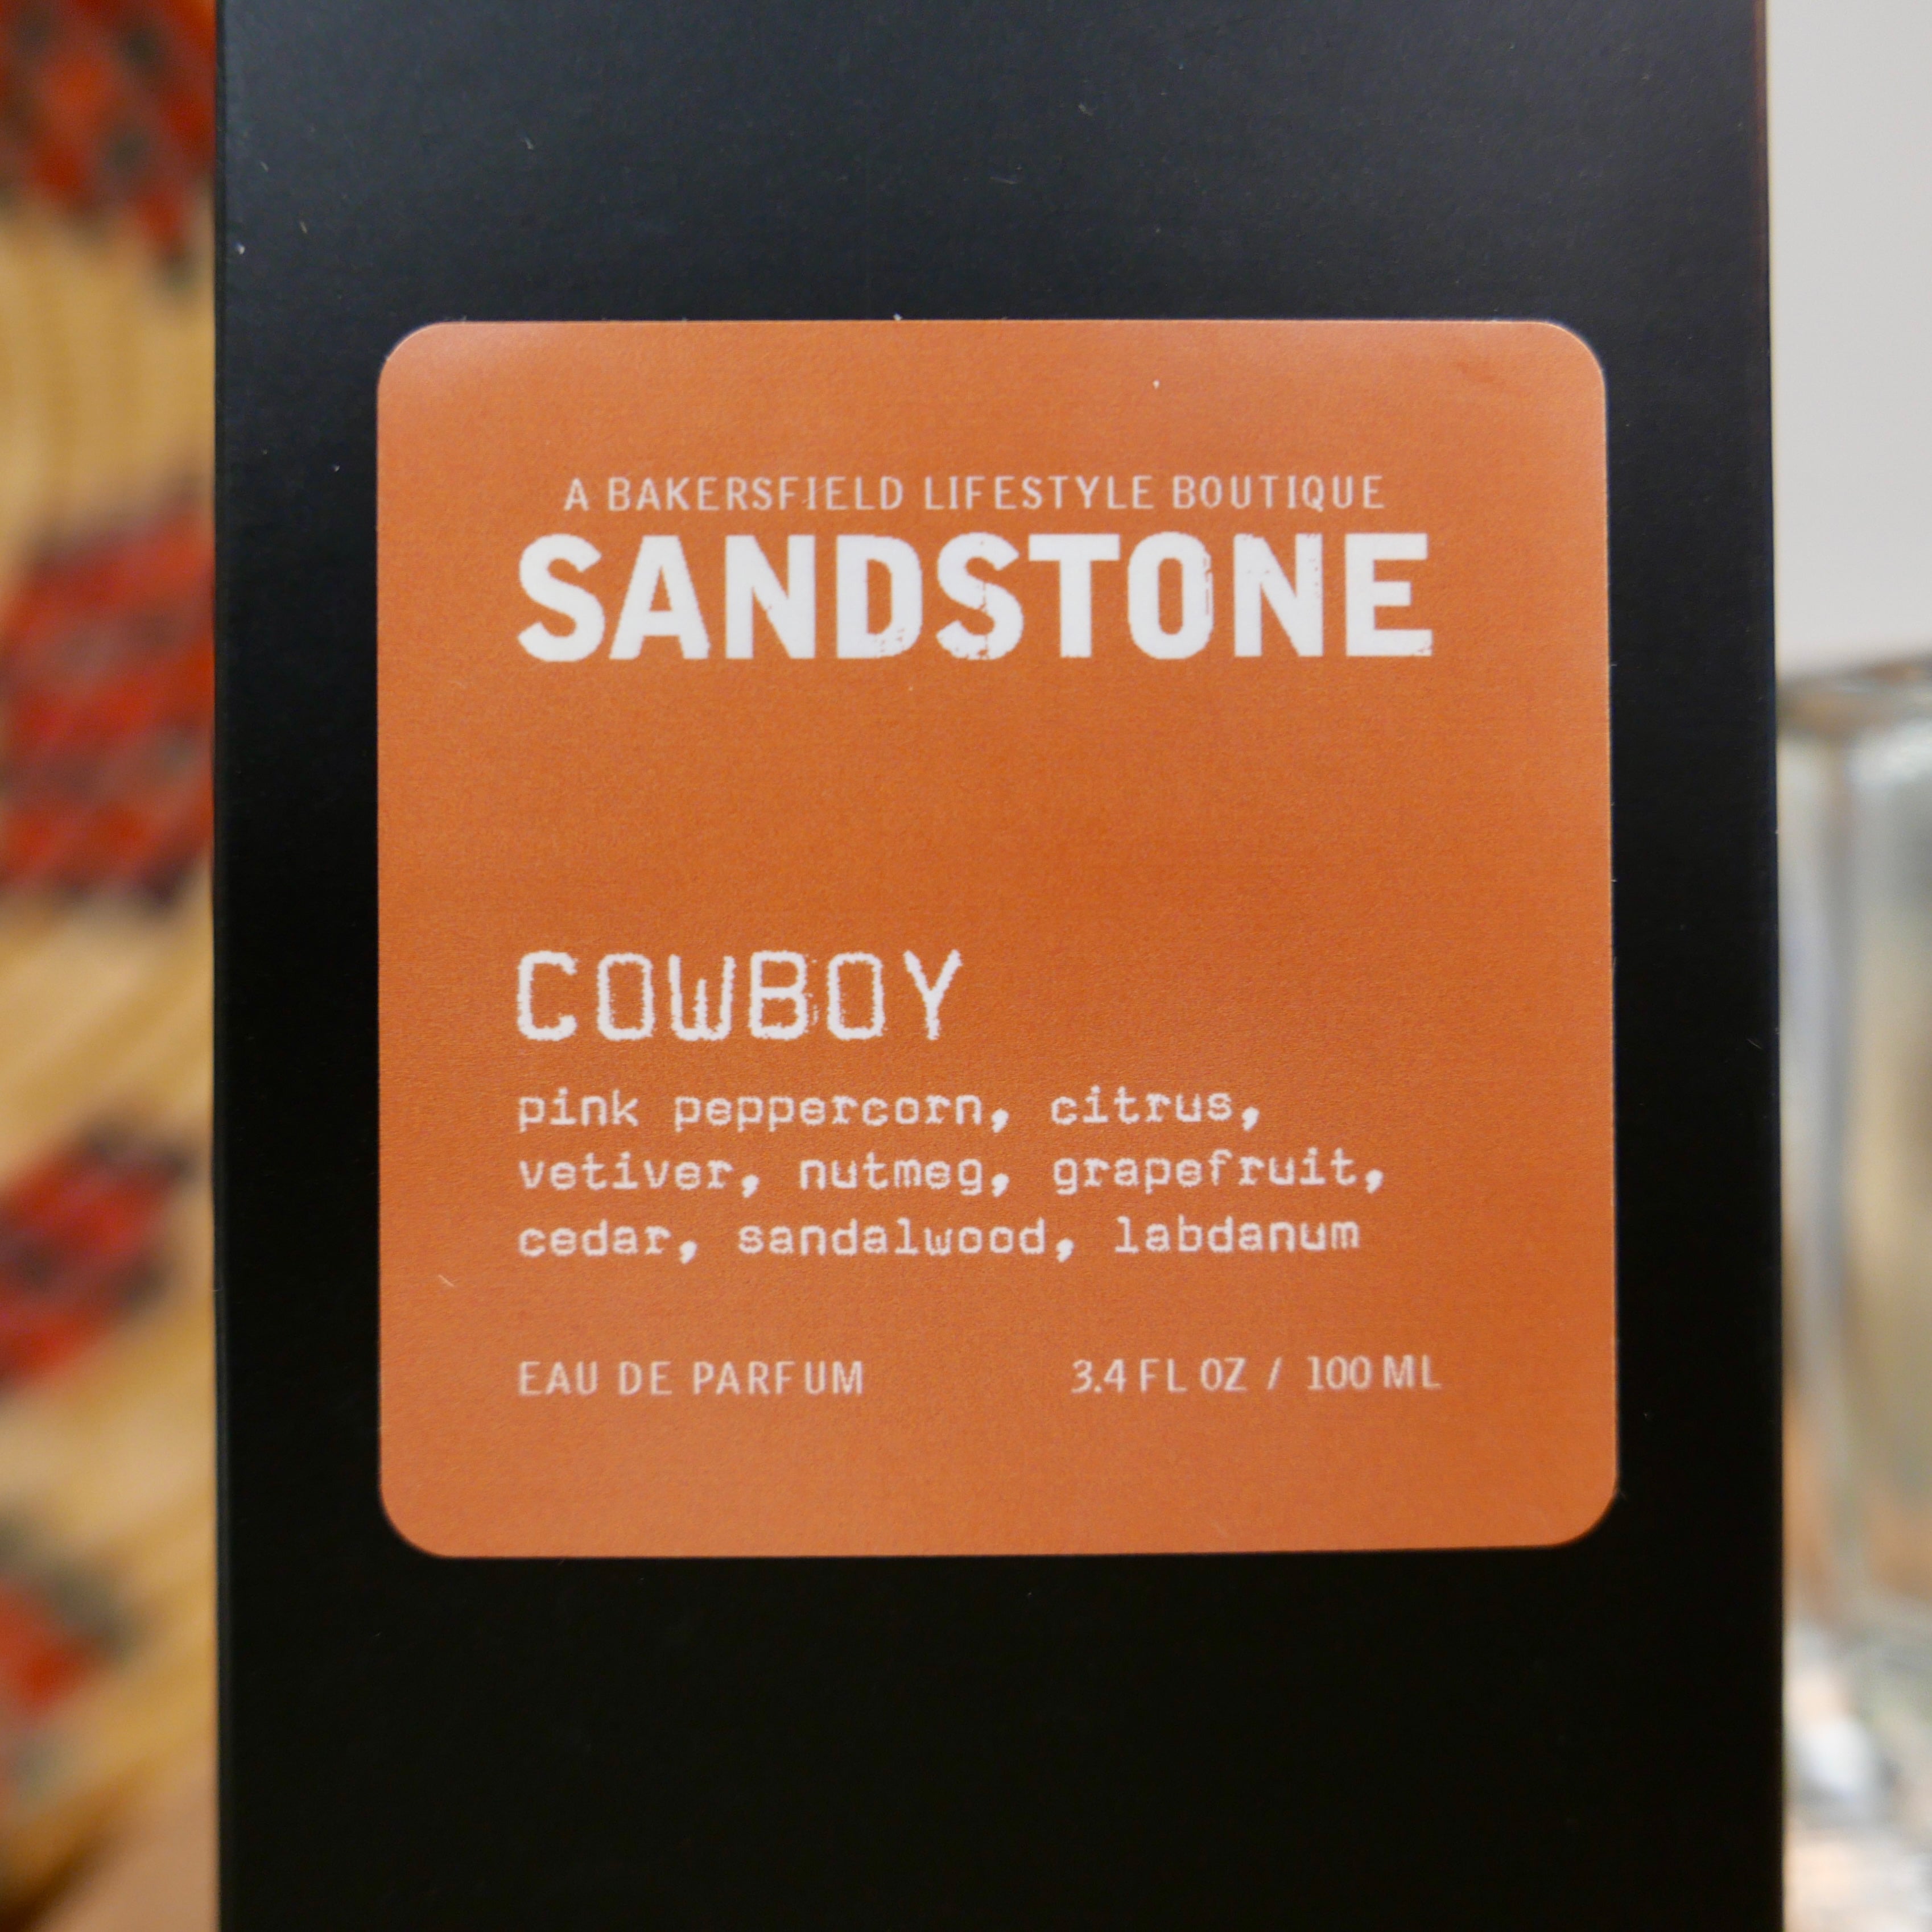 A BAKERSFIELD LIFESTYLE BOUTIQUE
SANDSTONE
COWBOY
pink peppercorn, citrus,
vetiver, nutmeg, grapefruit,
cedar, sandalwood, labdanum
EAU DE PARFUM 3.4 FL OZ / 100 ML